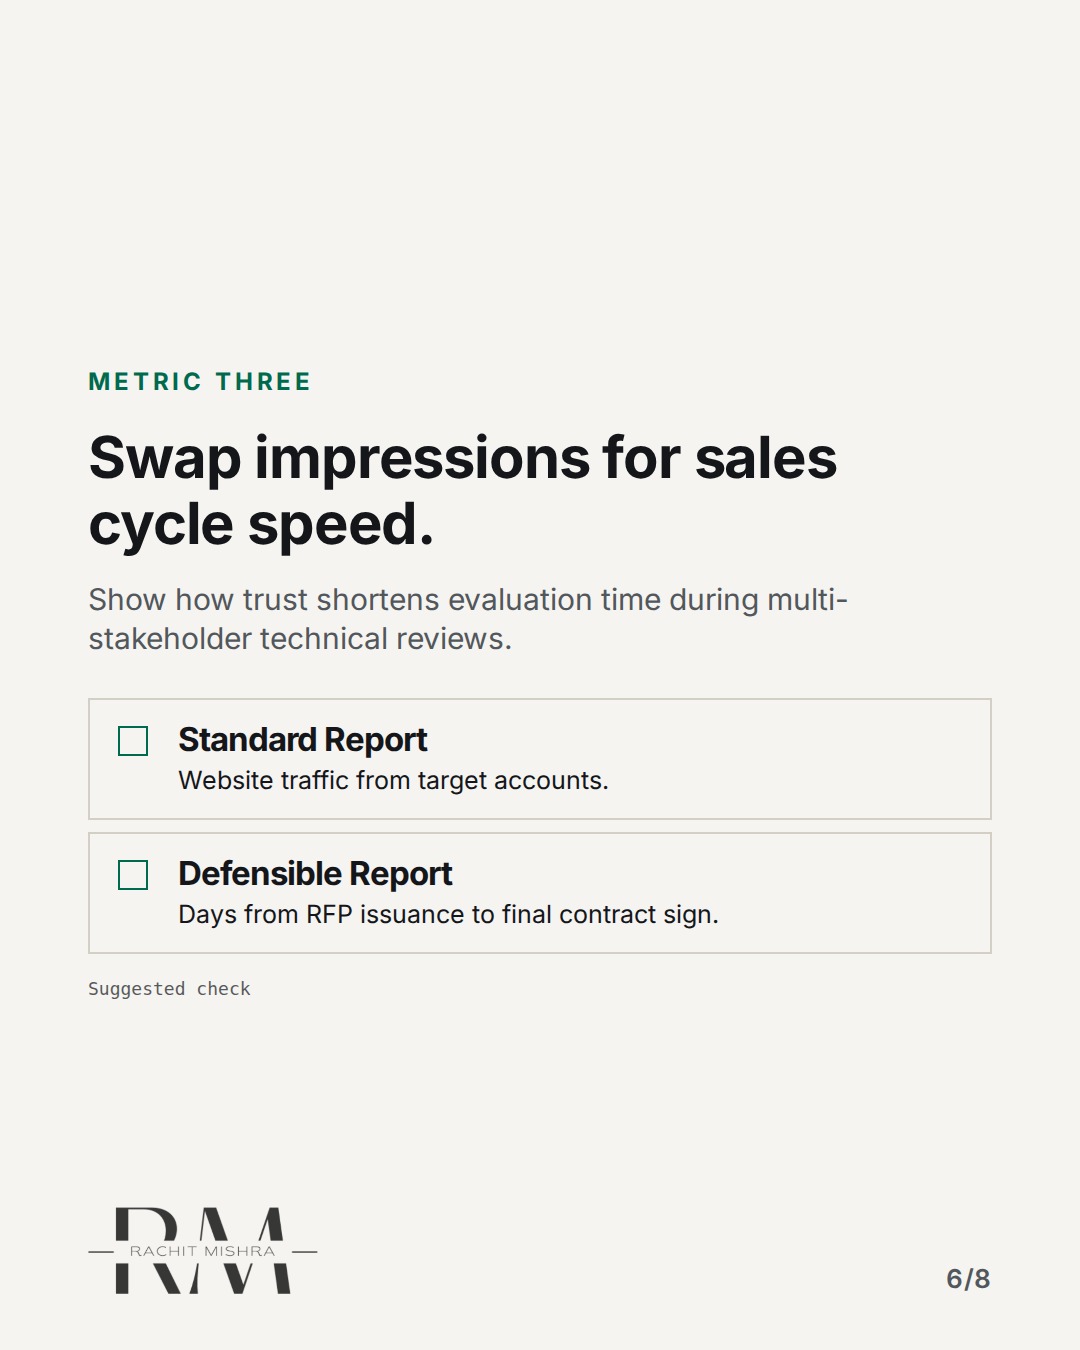 METRIC THREE
Swap impressions for sales
cycle speed.
Show how trust shortens evaluation time during multi-
stakeholder technical reviews.
Standard Report
Website traffic from target accounts.
Defensible Report
Days from RFP issuance to final contract sign.
Suggested check
RM
RACHIT MISHRA
6/8